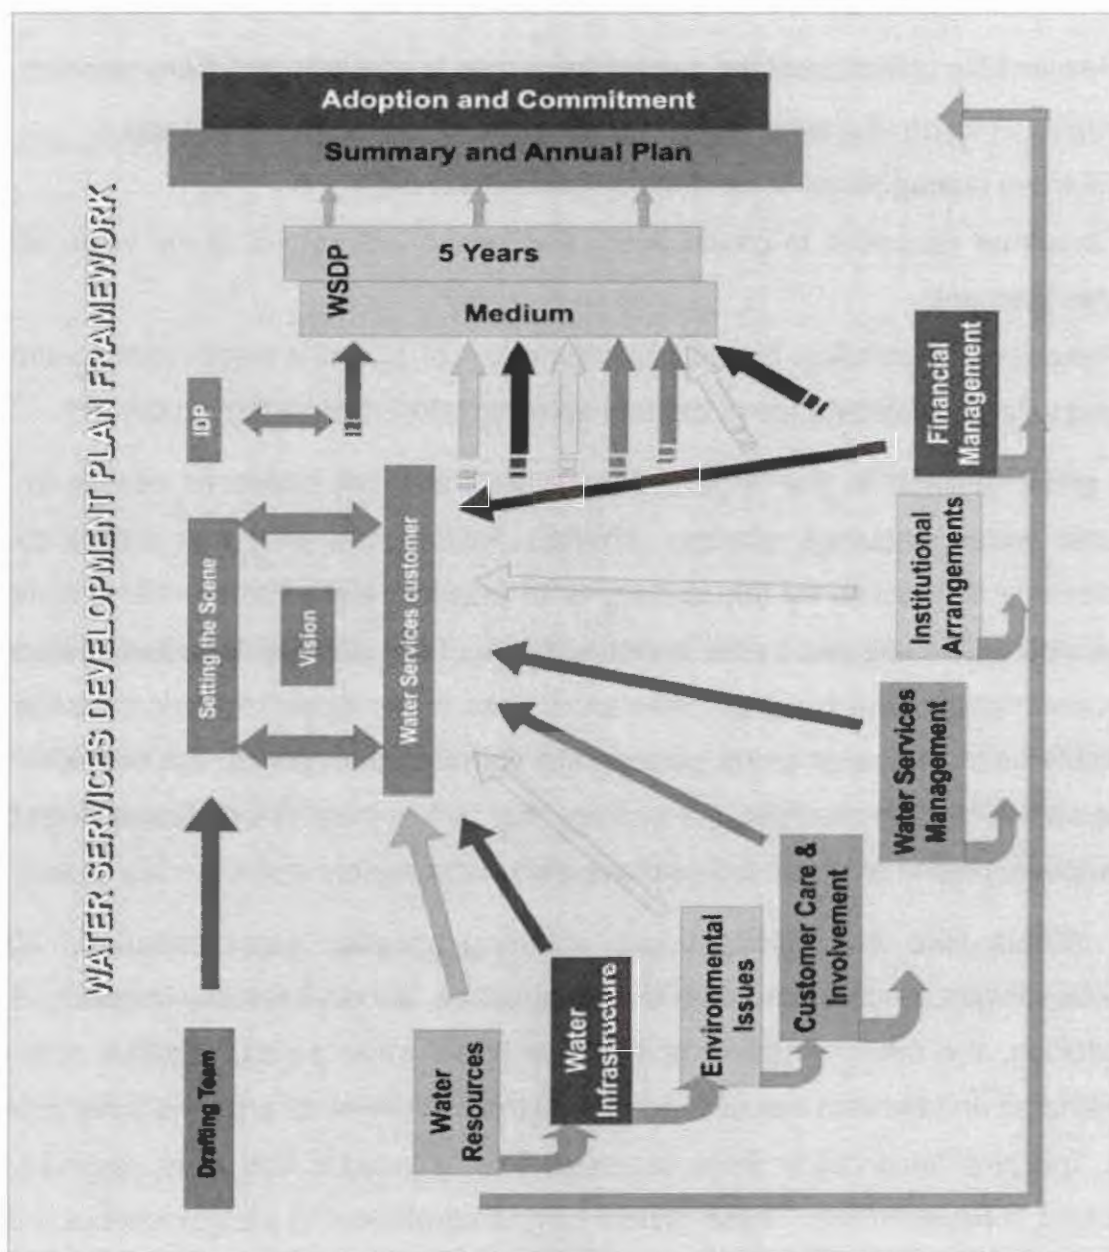 WATER SERVICES DEVELOPMENT PLAN FRAMEWORK
Drafting Team
Setting the Scene
IDP
Vision
Water Services customer
WSDP
Medium
5 Years
Summary and Annual Plan
Adoption and Commitment
Water
Resources
Water
Infrastructure
Environmental
Issues
Customer Care &
Involvement
Water Services
Management
Institutional
Arrangements
Financial
Management